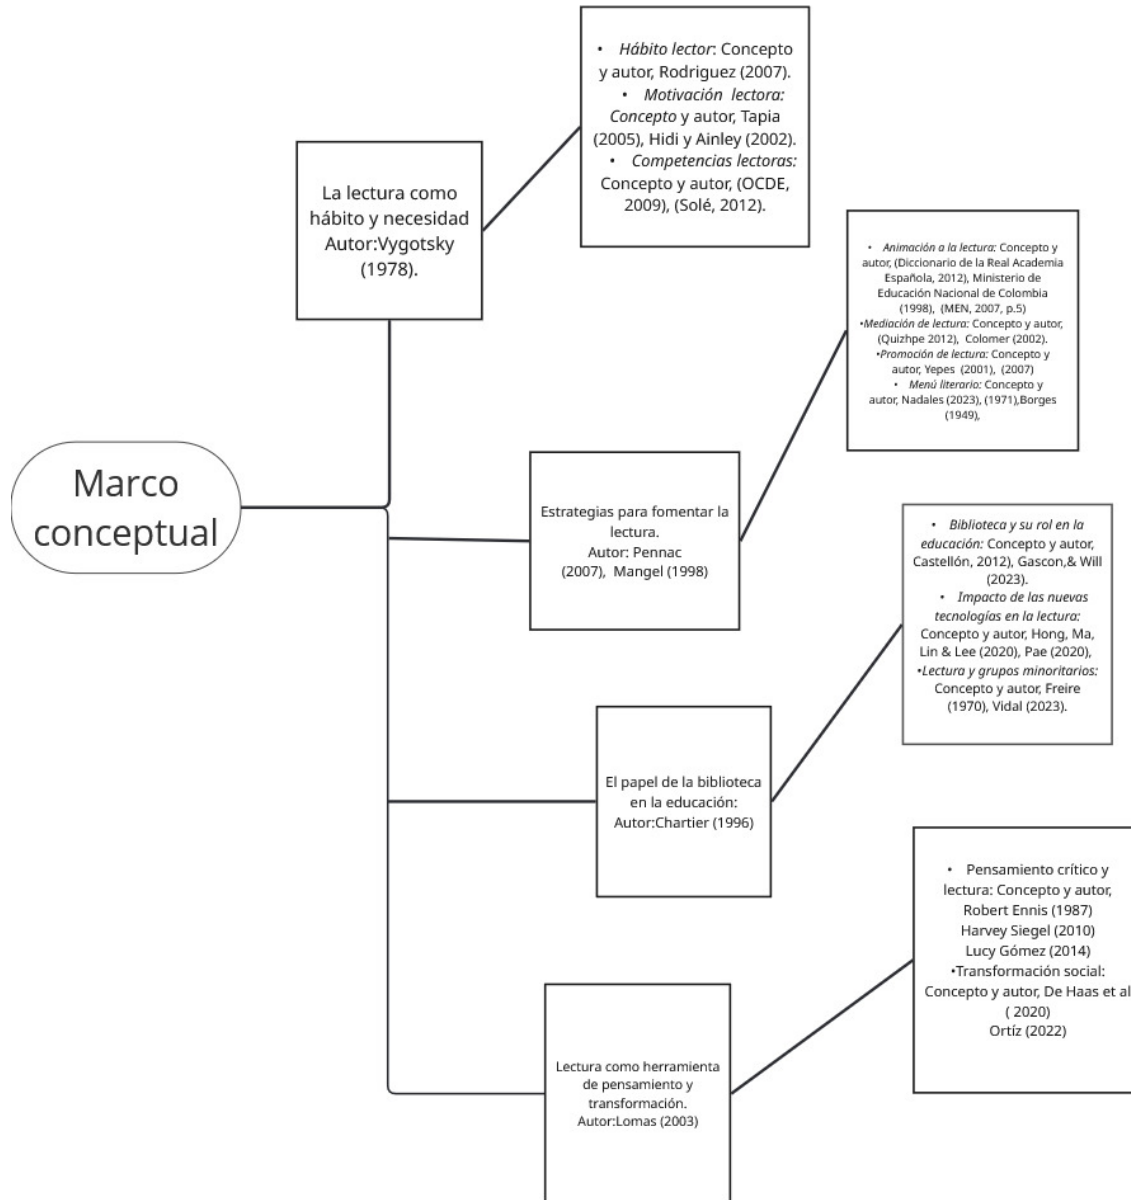 Marco
conceptual
La lectura como
hábito y necesidad
Autor:Vygotsky
(1978).
• Hábito lector: Concepto
y autor, Rodriguez (2007).
• Motivación lectora:
Concepto y autor, Tapia
(2005), Hidi y Ainley (2002).
• Competencias lectoras:
Concepto y autor, (OCDE,
2009), (Solé, 2012).
Estrategias para fomentar la
lectura.
Autor: Pennac
(2007), Mangel (1998)
• Animación a la lectura: Concepto y
autor, (Diccionario de la Real Academia
Española, 2012), Ministerio de
Educación Nacional de Colombia
(1998), (MEN, 2007, p.5)
•Mediación de lectura: Concepto y autor,
(Quizhpe 2012), Colomer (2002).
•Promoción de lectura: Concepto y
autor, Yepes (2001), (2007)
• Menú literario: Concepto y
autor, Nadales (2023), (1971),Borges
(1949),
El papel de la biblioteca
en la educación:
Autor:Chartier (1996)
• Biblioteca y su rol en la
educación: Concepto y autor,
Castellón, 2012), Gascon,& Will
(2023).
• Impacto de las nuevas
tecnologías en la lectura:
Concepto y autor, Hong, Ma,
Lin & Lee (2020), Pae (2020),
•Lectura y grupos minoritarios:
Concepto y autor, Freire
(1970), Vidal (2023).
Lectura como herramienta
de pensamiento y
transformación.
Autor:Lomas (2003)
• Pensamiento crítico y
lectura: Concepto y autor,
Robert Ennis (1987)
Harvey Siegel (2010)
Lucy Gómez (2014)
•Transformación social:
Concepto y autor, De Haas et al
( 2020)
Ortíz (2022)